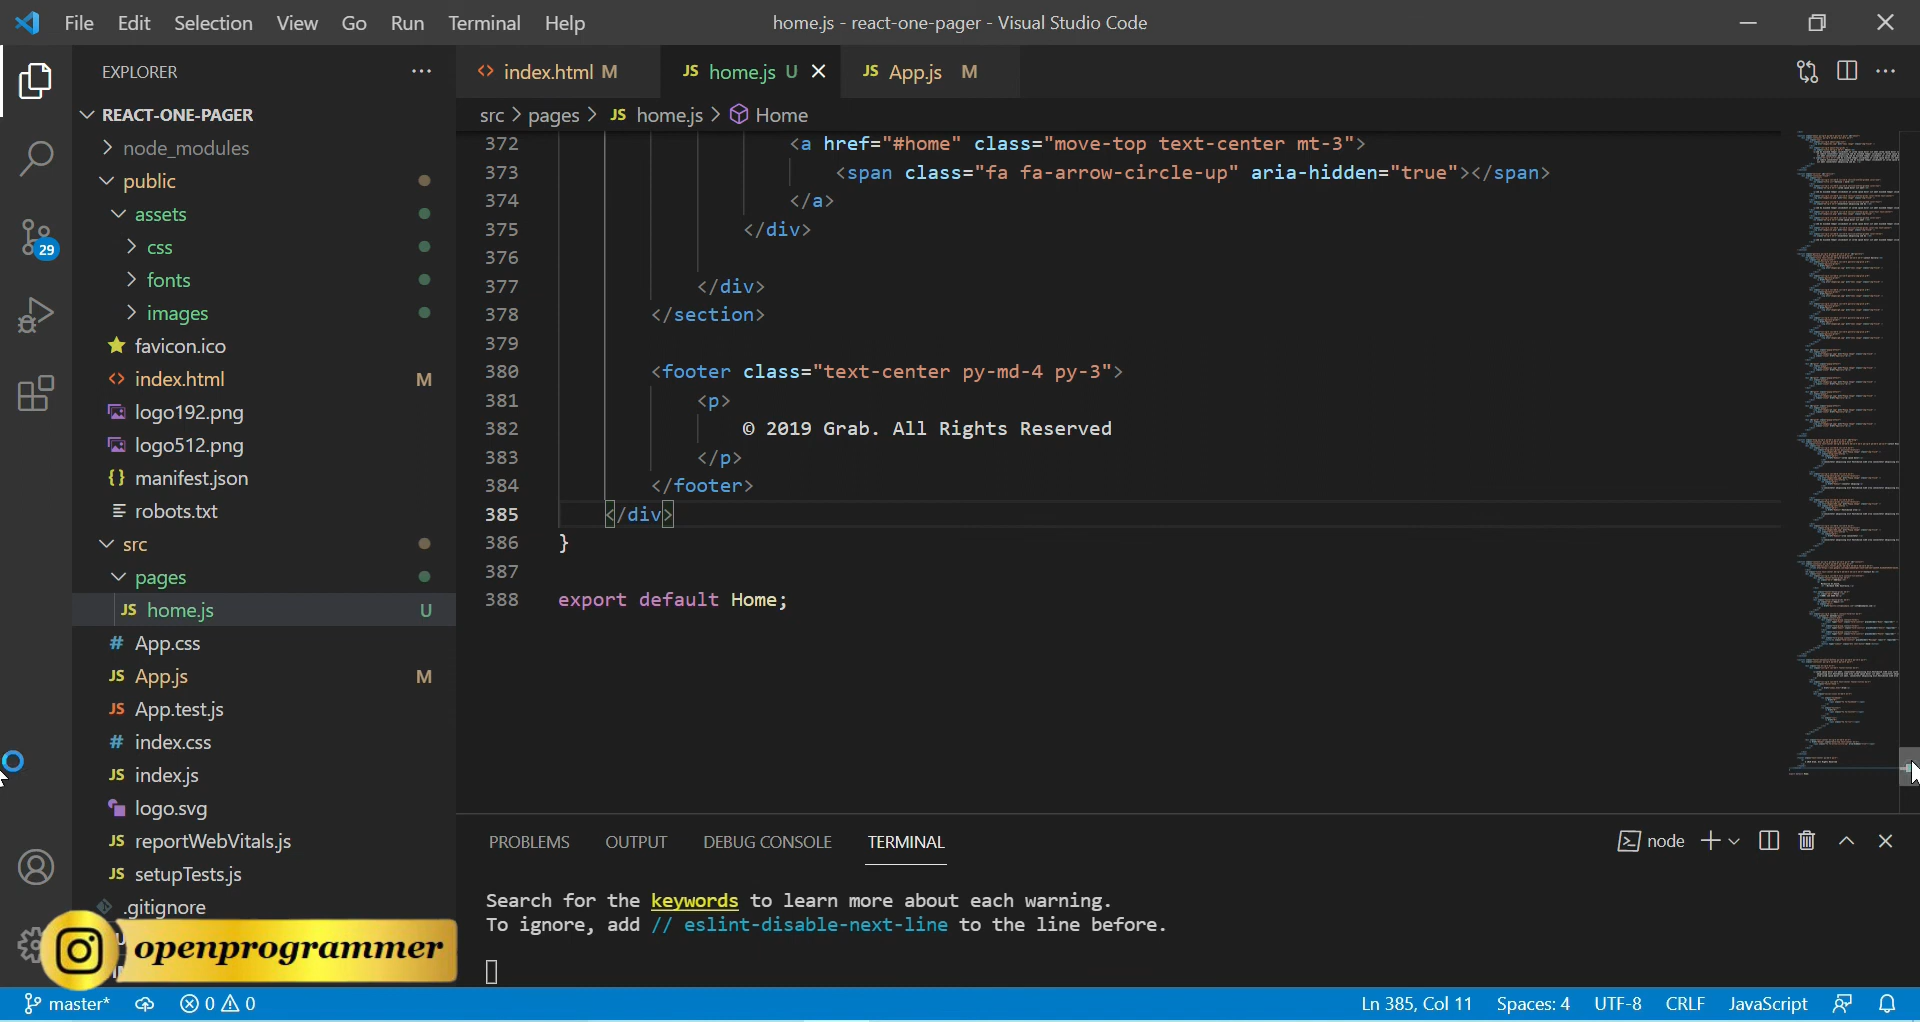 File Edit Selection View Go Run Terminal Help home.js - react-one-pager - Visual Studio Code
EXPLORER
REACT-ONE-PAGER
node_modules
public
assets
css
fonts
images
favicon.ico
index.html M
logo192.png
logo512.png
manifest.json
robots.txt
src
pages
JS home.js U
# App.css
JS App.js M
JS App.test.js
# index.css
JS index.js
logo.svg
JS reportWebVitals.js
JS setupTests.js
.gitignore
29
openprogrammer
index.html M JS home.js U JS App.js M
src > pages > JS home.js > Home
372 <a href="#home" class="move-top text-center mt-3">
373 <span class="fa fa-arrow-circle-up" aria-hidden="true"></span>
374 </a>
375 </div>
376
377 </div>
378 </section>
379
380 <footer class="text-center py-md-4 py-3">
381 <p>
382 © 2019 Grab. All Rights Reserved
383 </p>
384 </footer>
385 </div>
386 }
387
388 export default Home;
PROBLEMS OUTPUT DEBUG CONSOLE TERMINAL node
Search for the keywords to learn more about each warning.
To ignore, add // eslint-disable-next-line to the line before.
master* 0 0 Ln 385, Col 11 Spaces: 4 UTF-8 CRLF JavaScript